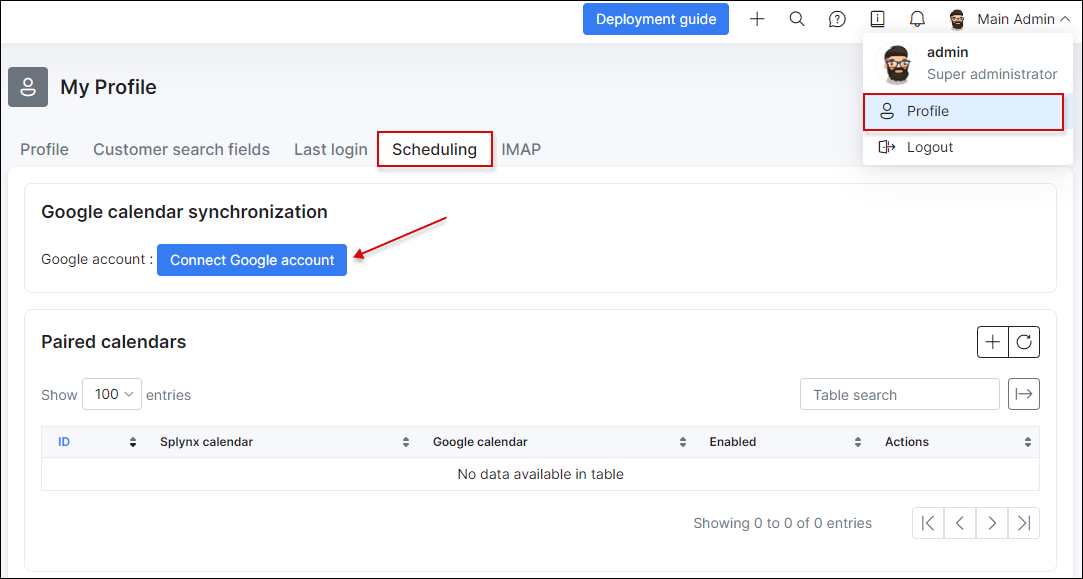 Deployment guide
Main Admin
admin
Super administrator
Profile
Logout
My Profile
Profile Customer search fields Last login Scheduling IMAP
Google calendar synchronization
Google account : Connect Google account
Paired calendars
Show 100 entries Table search
ID Splynx calendar Google calendar Enabled Actions
No data available in table
Showing 0 to 0 of 0 entries